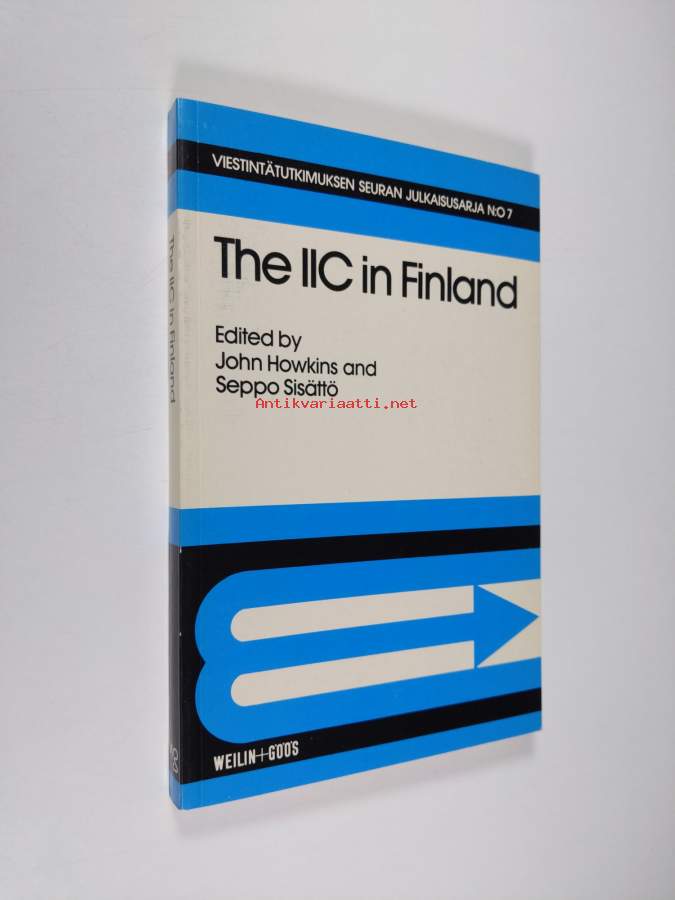 VIESTINTÄTUTKIMUKSEN SEURAN JULKAISUSARJA N:O 7
The IIC in Finland
Edited by
John Howkins and
Seppo Sisättö
Antikvariaatti.net
WEILIN+GÖÖS
The IIC in Finland